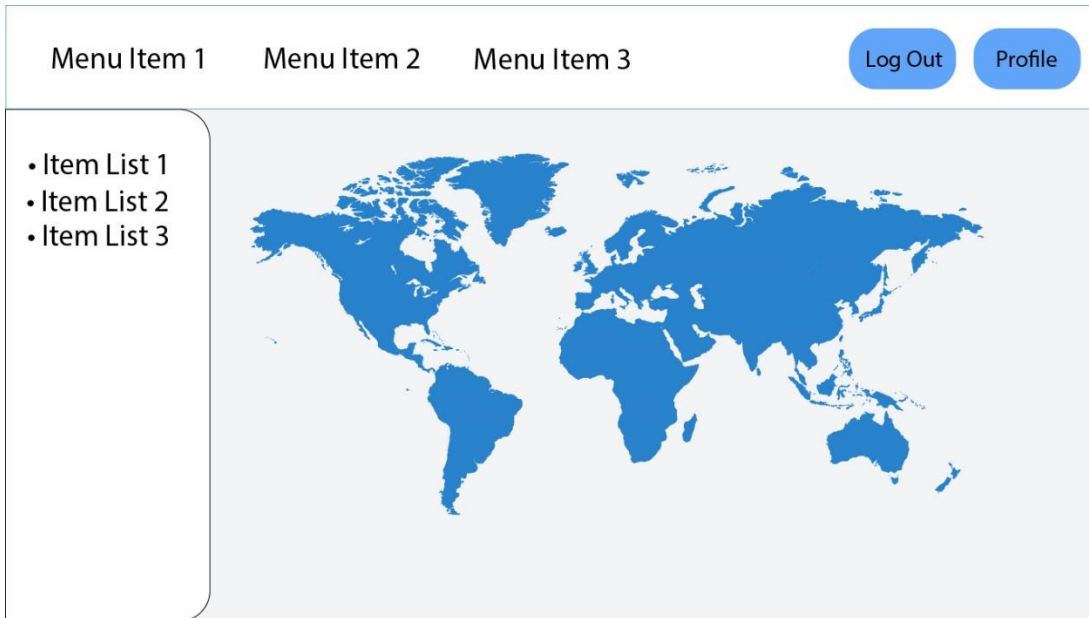 Menu Item 1 Menu Item 2 Menu Item 3 Log Out Profile
• Item List 1
• Item List 2
• Item List 3